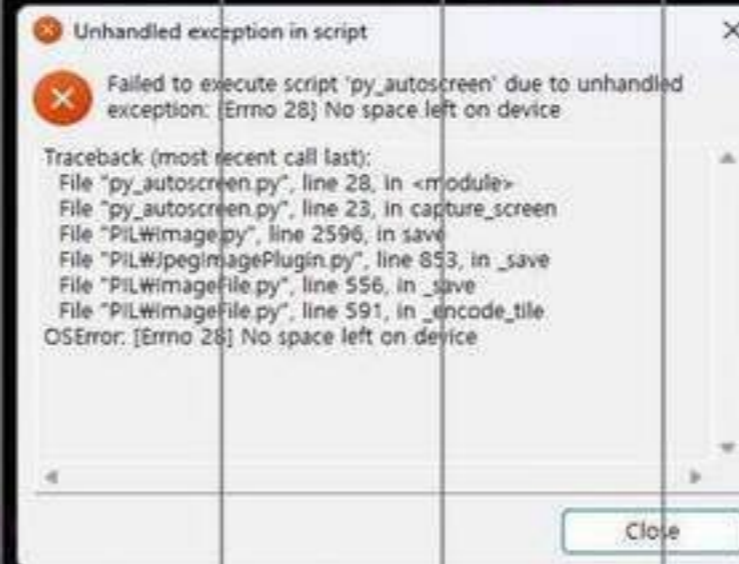 Unhandled exception in script
Failed to execute script 'py_autoscreen' due to unhandled
exception: [Errno 28] No space left on device
Traceback (most recent call last):
File "py_autoscreen.py", line 28, in <module>
File "py_autoscreen.py", line 23, in capture_screen
File "PIL₩Image.py", line 2596, in save
File "PIL₩JpegImagePlugin.py", line 853, in _save
File "PIL₩ImageFile.py", line 556, in _save
File "PIL₩ImageFile.py", line 591, in _encode_tile
OSError: [Errno 28] No space left on device
Close